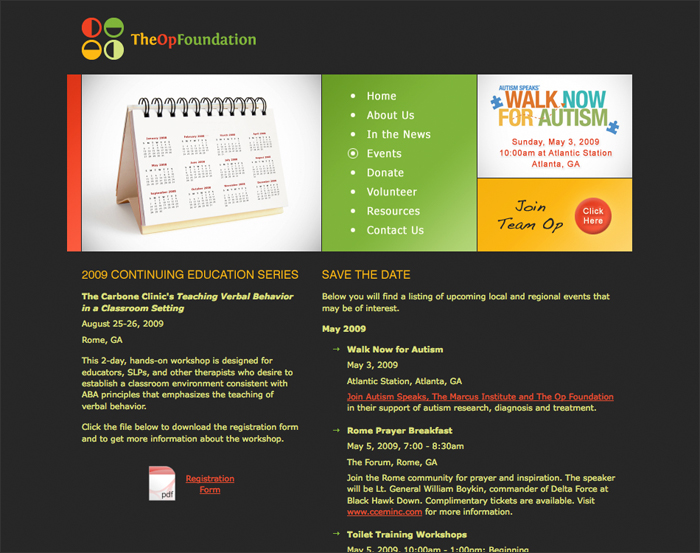 TheOpFoundation
Home
About Us
In the News
Events
Donate
Volunteer
Resources
Contact Us
AUTISM SPEAKS'
WALK NOW
FOR AUTISM
Sunday, May 3, 2009
10:00am at Atlantic Station
Atlanta, GA
Join
Team Op
Click
Here
2009 CONTINUING EDUCATION SERIES
The Carbone Clinic's Teaching Verbal Behavior
in a Classroom Setting
August 25-26, 2009
Rome, GA
This 2-day, hands-on workshop is designed for
educators, SLPs, and other therapists who desire to
establish a classroom environment consistent with
ABA principles that emphasizes the teaching of
verbal behavior.
Click the file below to download the registration form
and to get more information about the workshop.
pdf
Registration
Form
SAVE THE DATE
Below you will find a listing of upcoming local and regional events that
may be of interest.
May 2009
→ Walk Now for Autism
May 3, 2009
Atlantic Station, Atlanta, GA
Join Autism Speaks, The Marcus Institute and The Op Foundation
in their support of autism research, diagnosis and treatment.
→ Rome Prayer Breakfast
May 5, 2009, 7:00 - 8:30am
The Forum, Rome, GA
Join the Rome community for prayer and inspiration. The speaker
will be Lt. General William Boykin, commander of Delta Force at
Black Hawk Down. Complimentary tickets are available. Visit
www.cceminc.com for more information.
→ Toilet Training Workshops
May 5, 2009, 10:00am - 1:00pm: Beginning